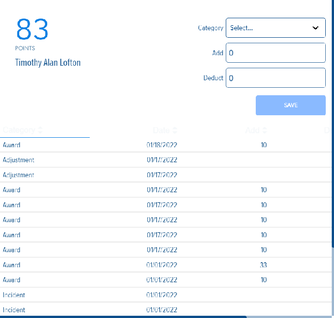 83
POINTS
Timothy Alan Lofton
Category Select...
Add 0
Deduct 0
SAVE
Award 01/18/2022 10
Adjustment 01/17/2022
Adjustment 01/17/2022
Award 01/17/2022 10
Award 01/17/2022 10
Award 01/17/2022 10
Award 01/17/2022 10
Award 01/17/2022 10
Award 01/01/2022 33
Award 01/01/2022 10
Incident 01/01/2022
Incident 01/01/2022